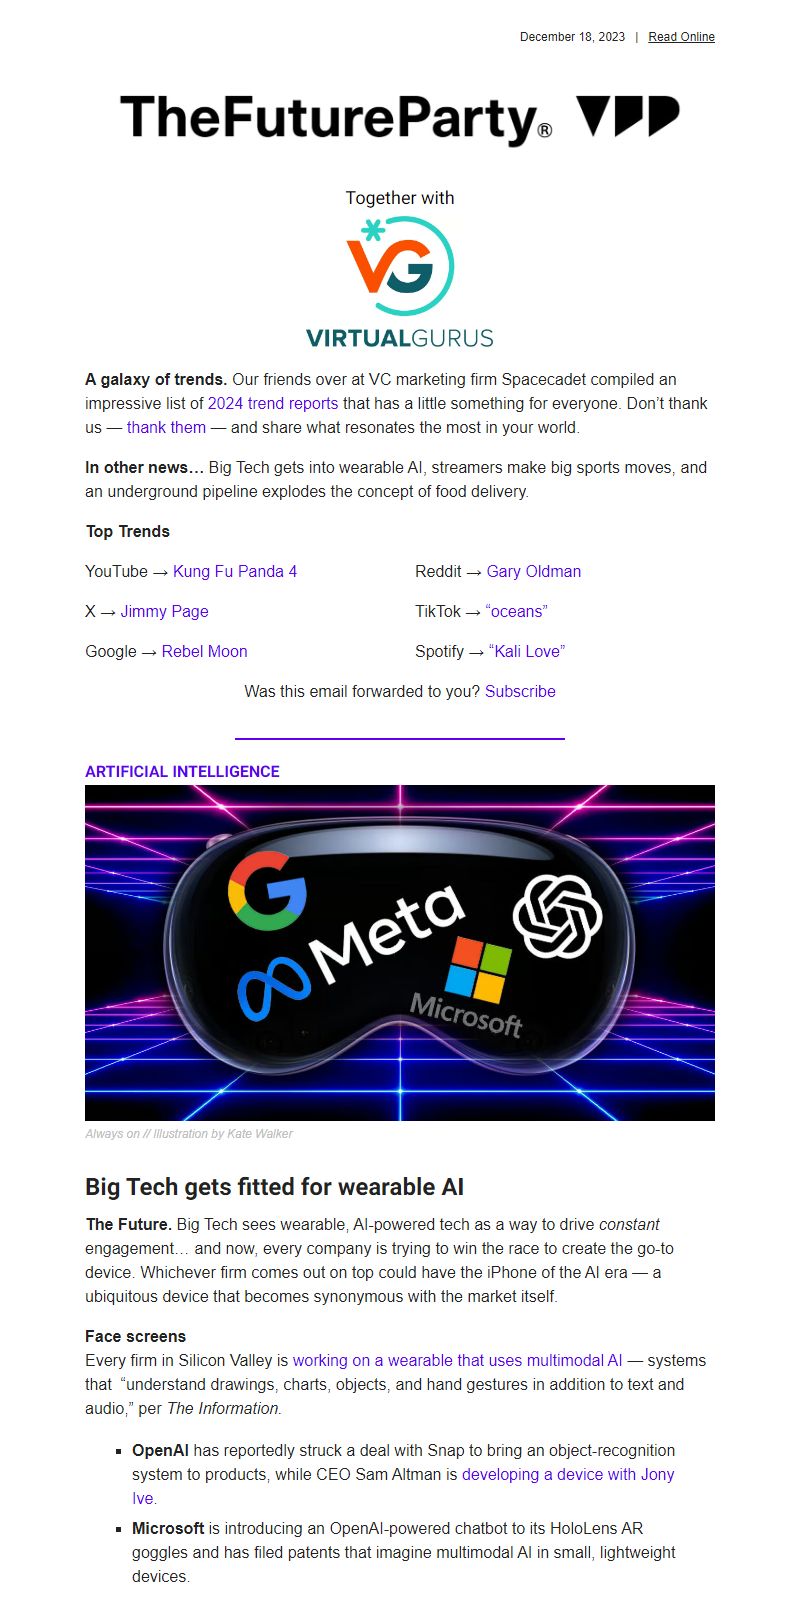 December 18, 2023 | Read Online
TheFutureParty®
Together with
VG
VIRTUALGURUS
A galaxy of trends. Our friends over at VC marketing firm Spacecadet compiled an
impressive list of 2024 trend reports that has a little something for everyone. Don’t thank
us — thank them — and share what resonates the most in your world.
In other news… Big Tech gets into wearable AI, streamers make big sports moves, and
an underground pipeline explodes the concept of food delivery.
Top Trends
YouTube → Kung Fu Panda 4
Reddit → Gary Oldman
X → Jimmy Page
TikTok → “oceans”
Google → Rebel Moon
Spotify → “Kali Love”
Was this email forwarded to you? Subscribe
ARTIFICIAL INTELLIGENCE
G
Meta
Microsoft
Always on // Illustration by Kate Walker
Big Tech gets fitted for wearable AI
The Future. Big Tech sees wearable, AI-powered tech as a way to drive constant
engagement… and now, every company is trying to win the race to create the go-to
device. Whichever firm comes out on top could have the iPhone of the AI era — a
ubiquitous device that becomes synonymous with the market itself.
Face screens
Every firm in Silicon Valley is working on a wearable that uses multimodal AI — systems
that “understand drawings, charts, objects, and hand gestures in addition to text and
audio,” per The Information.
▪ OpenAI has reportedly struck a deal with Snap to bring an object-recognition
system to products, while CEO Sam Altman is developing a device with Jony
Ive.
▪ Microsoft is introducing an OpenAI-powered chatbot to its HoloLens AR
goggles and has filed patents that imagine multimodal AI in small, lightweight
devices.